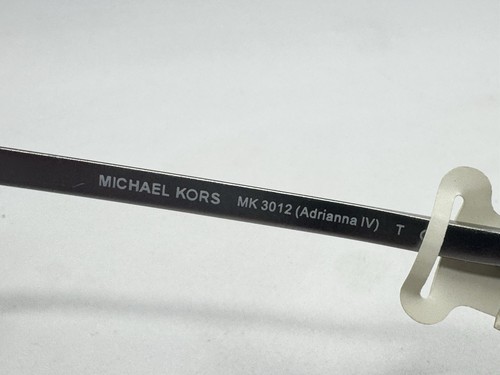 MICHAEL KORS MK 3012 (Adrianna IV) T